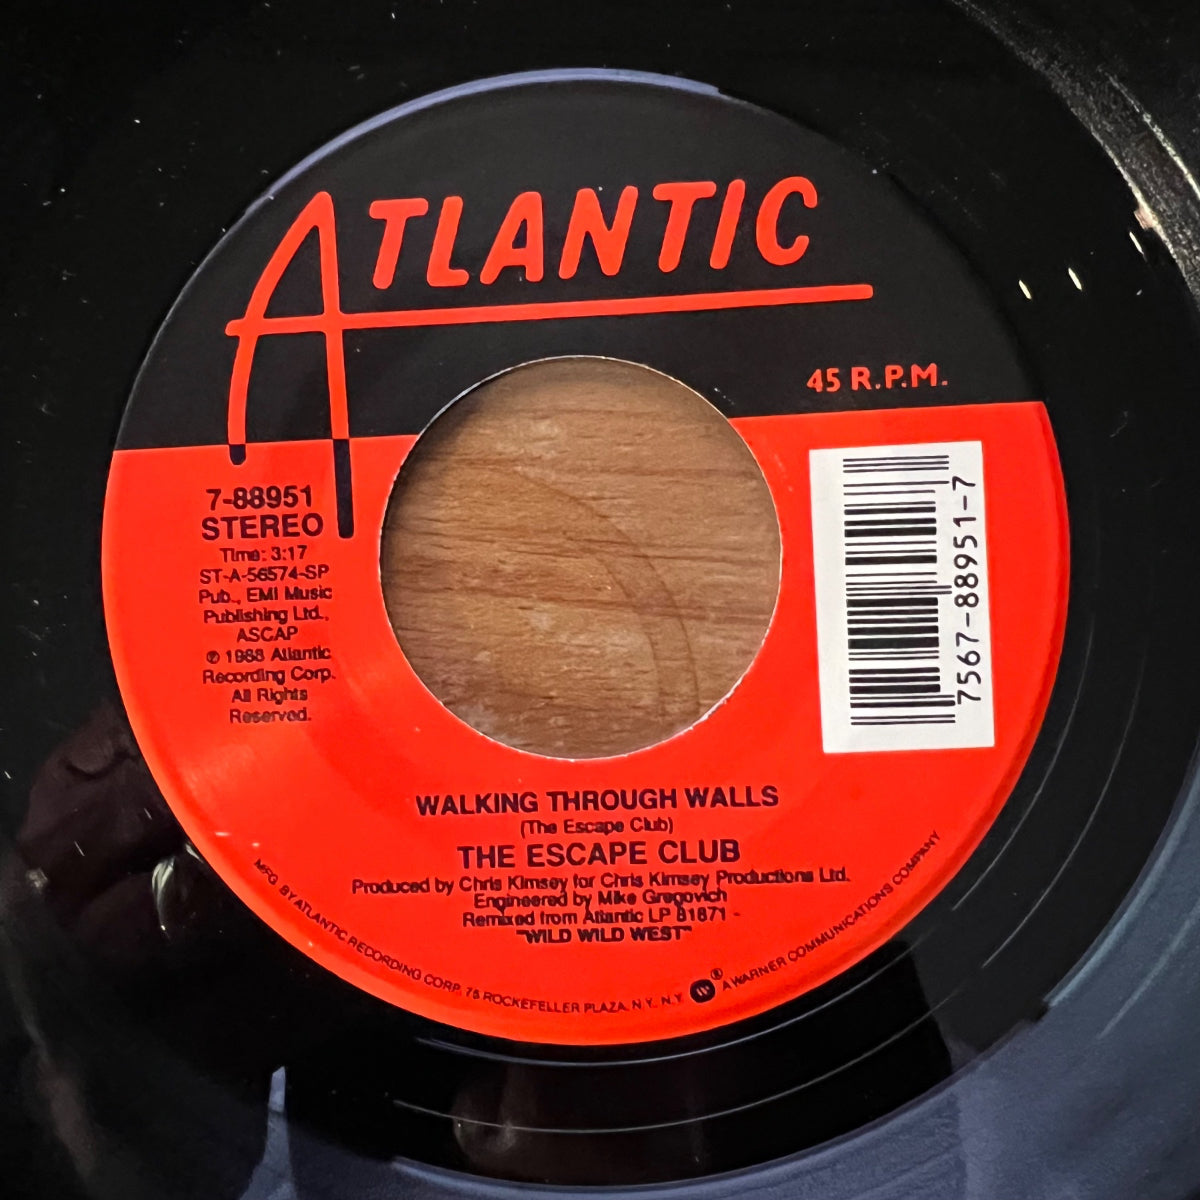 ATLANTIC
45 R.P.M.
7-88951
STEREO
Time: 3:17
ST-A-56574-SP
Pub., EMI Music
Publishing Ltd.,
ASCAP
℗ 1988 Atlantic
Recording Corp.
All Rights
Reserved.
7567-88951-7
WALKING THROUGH WALLS
(The Escape Club)
THE ESCAPE CLUB
Produced by Chris Kimsey for Chris Kimsey Productions Ltd.
Engineered by Mike Gregovich
Remixed from Atlantic LP 81871 -
"WILD WILD WEST"
MFG. BY ATLANTIC RECORDING CORP. 75 ROCKEFELLER PLAZA, N.Y. N.Y. ® A WARNER COMMUNICATIONS COMPANY